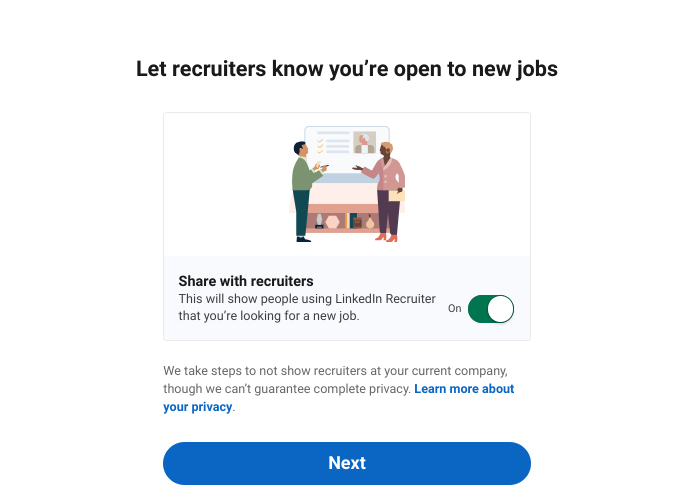 Let recruiters know you’re open to new jobs
Share with recruiters
This will show people using LinkedIn Recruiter
that you’re looking for a new job.
On
We take steps to not show recruiters at your current company,
though we can’t guarantee complete privacy. Learn more about
your privacy.
Next